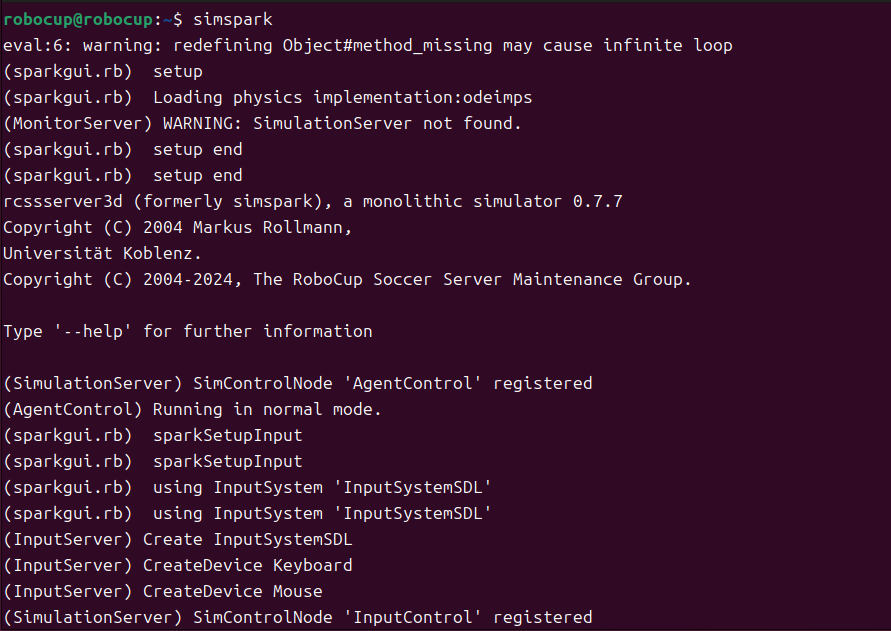 robocup@robocup:~$ simspark
eval:6: warning: redefining Object#method_missing may cause infinite loop
(sparkgui.rb)  setup
(sparkgui.rb)  Loading physics implementation:odeimps
(MonitorServer) WARNING: SimulationServer not found.
(sparkgui.rb)  setup end
(sparkgui.rb)  setup end
rcssserver3d (formerly simspark), a monolithic simulator 0.7.7
Copyright (C) 2004 Markus Rollmann,
Universität Koblenz.
Copyright (C) 2004-2024, The RoboCup Soccer Server Maintenance Group.

Type '--help' for further information

(SimulationServer) SimControlNode 'AgentControl' registered
(AgentControl) Running in normal mode.
(sparkgui.rb)  sparkSetupInput
(sparkgui.rb)  sparkSetupInput
(sparkgui.rb)  using InputSystem 'InputSystemSDL'
(sparkgui.rb)  using InputSystem 'InputSystemSDL'
(InputServer) Create InputSystemSDL
(InputServer) CreateDevice Keyboard
(InputServer) CreateDevice Mouse
(SimulationServer) SimControlNode 'InputControl' registered